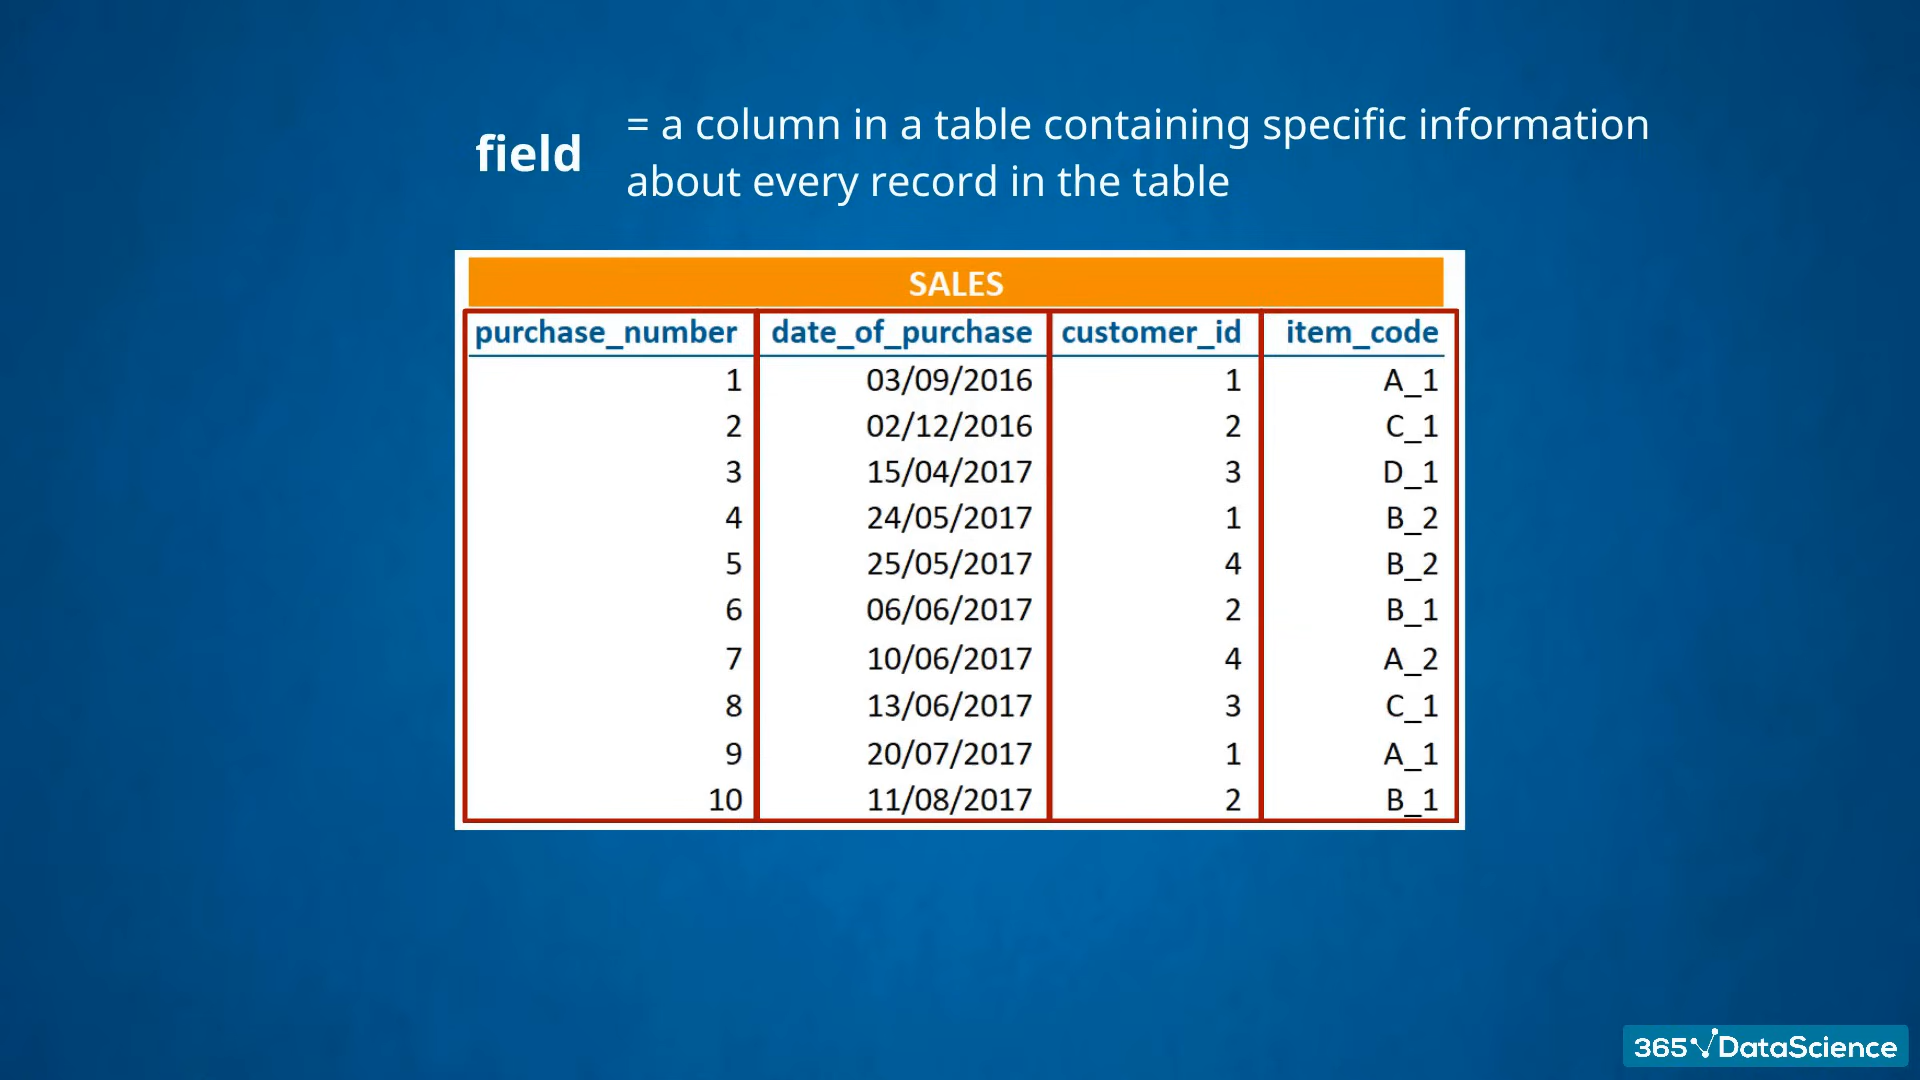 field
= a column in a table containing specific information
about every record in the table
SALES
purchase_number date_of_purchase customer_id item_code
1 03/09/2016 1 A_1
2 02/12/2016 2 C_1
3 15/04/2017 3 D_1
4 24/05/2017 1 B_2
5 25/05/2017 4 B_2
6 06/06/2017 2 B_1
7 10/06/2017 4 A_2
8 13/06/2017 3 C_1
9 20/07/2017 1 A_1
10 11/08/2017 2 B_1
365 DataScience